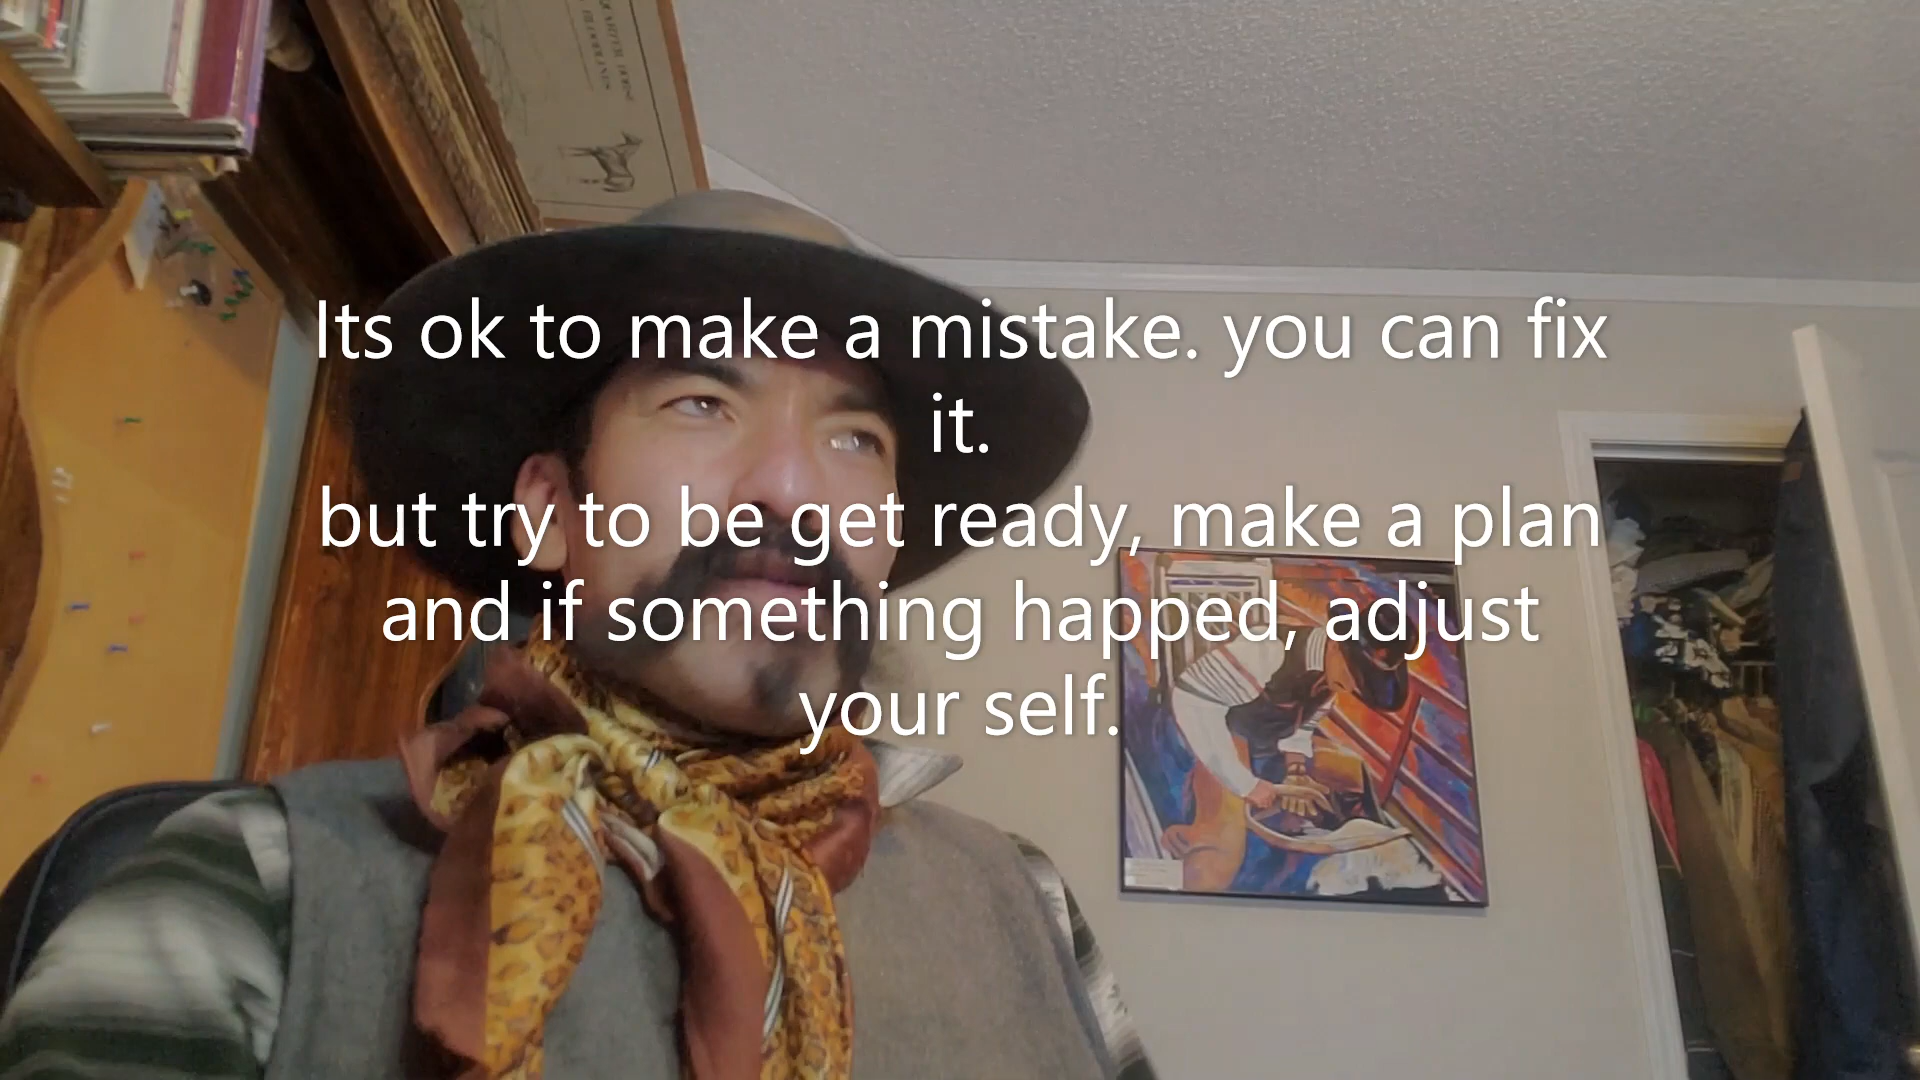 Its ok to make a mistake. you can fix
it.
but try to be get ready, make a plan
and if something happed, adjust
your self.